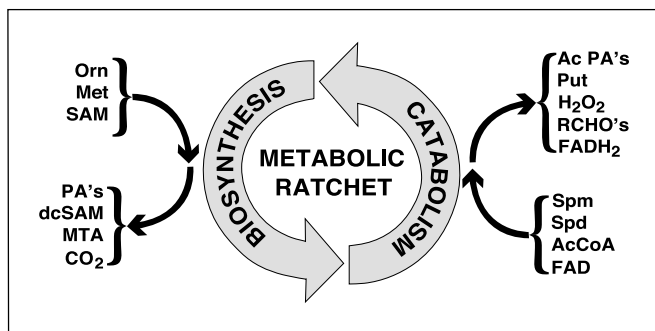 Orn
Met
SAM
PA's
dcSAM
MTA
CO₂
BIOSYNTHESIS
METABOLIC
RATCHET
CATABOLISM
Ac PA's
Put
H₂O₂
RCHO's
FADH₂
Spm
Spd
AcCoA
FAD